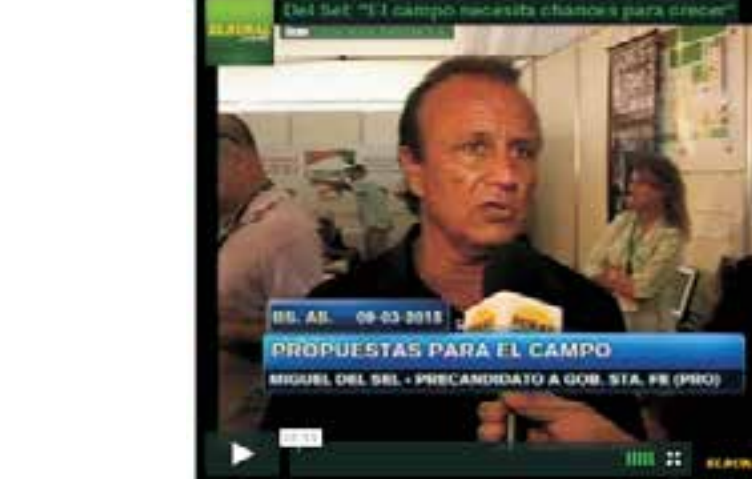 Del Sel: "El campo necesita chances para crecer"
BS. AS. 09-03-2015
PROPUESTAS PARA EL CAMPO
MIGUEL DEL SEL - PRECANDIDATO A GOB. STA. FE (PRO)